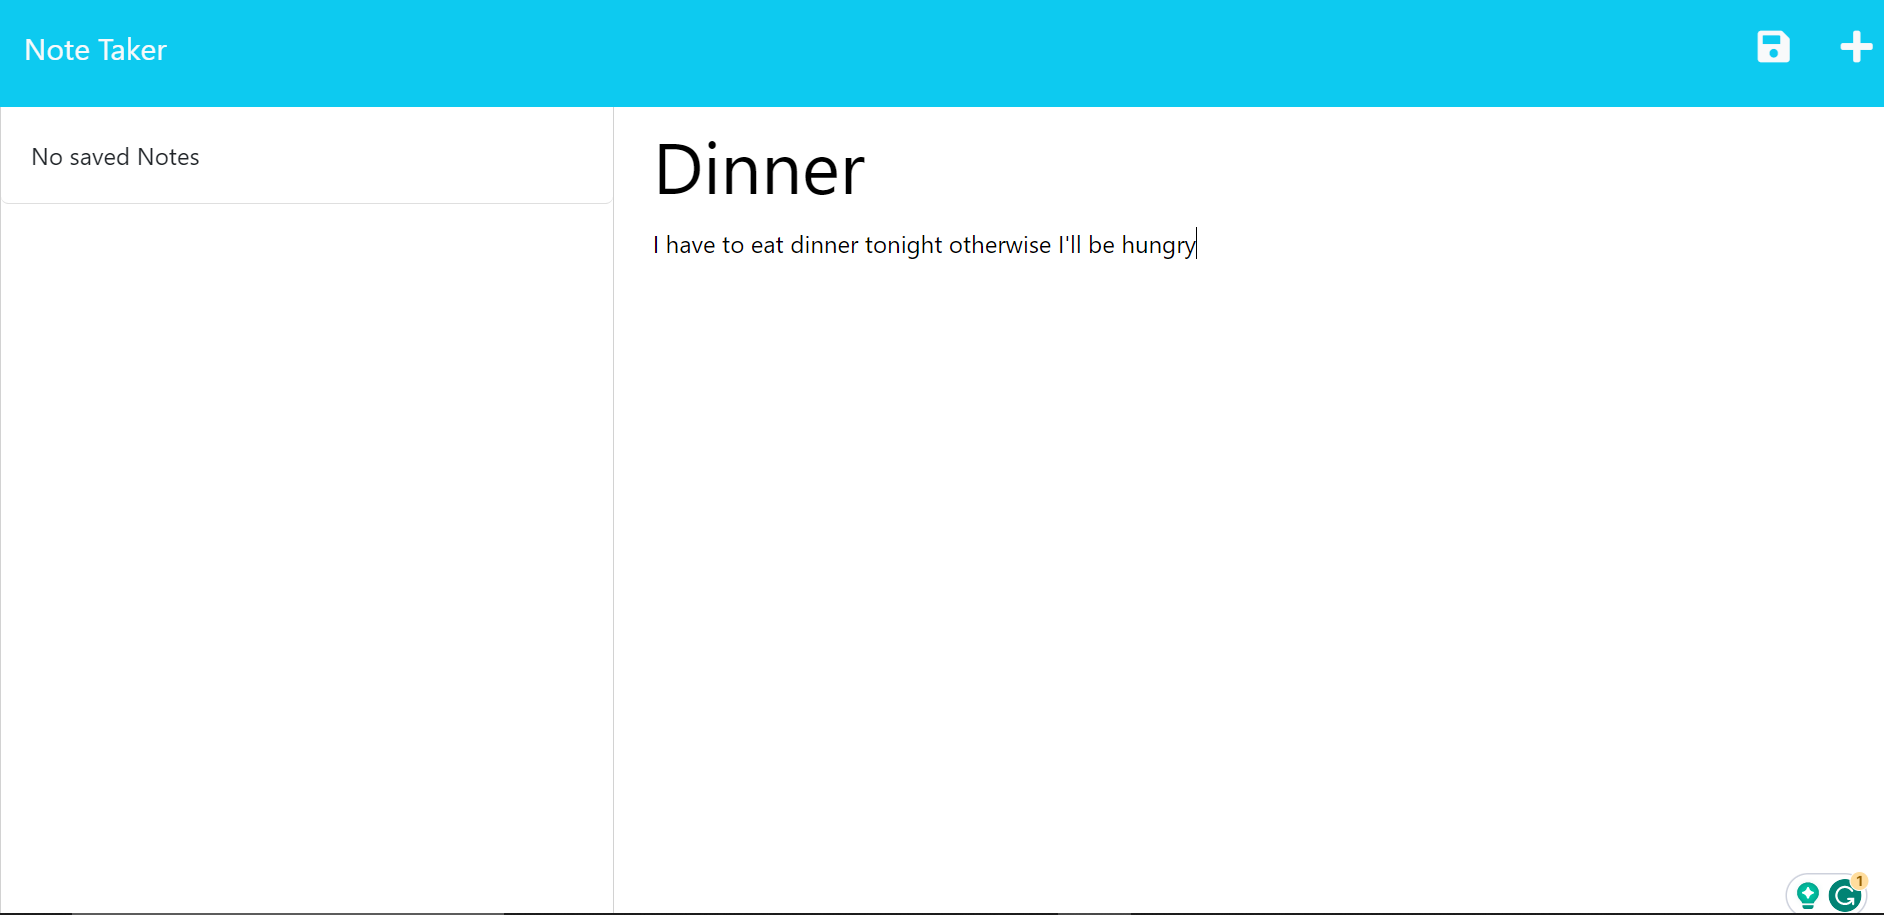 Note Taker
No saved Notes
Dinner
I have to eat dinner tonight otherwise I'll be hungry
1